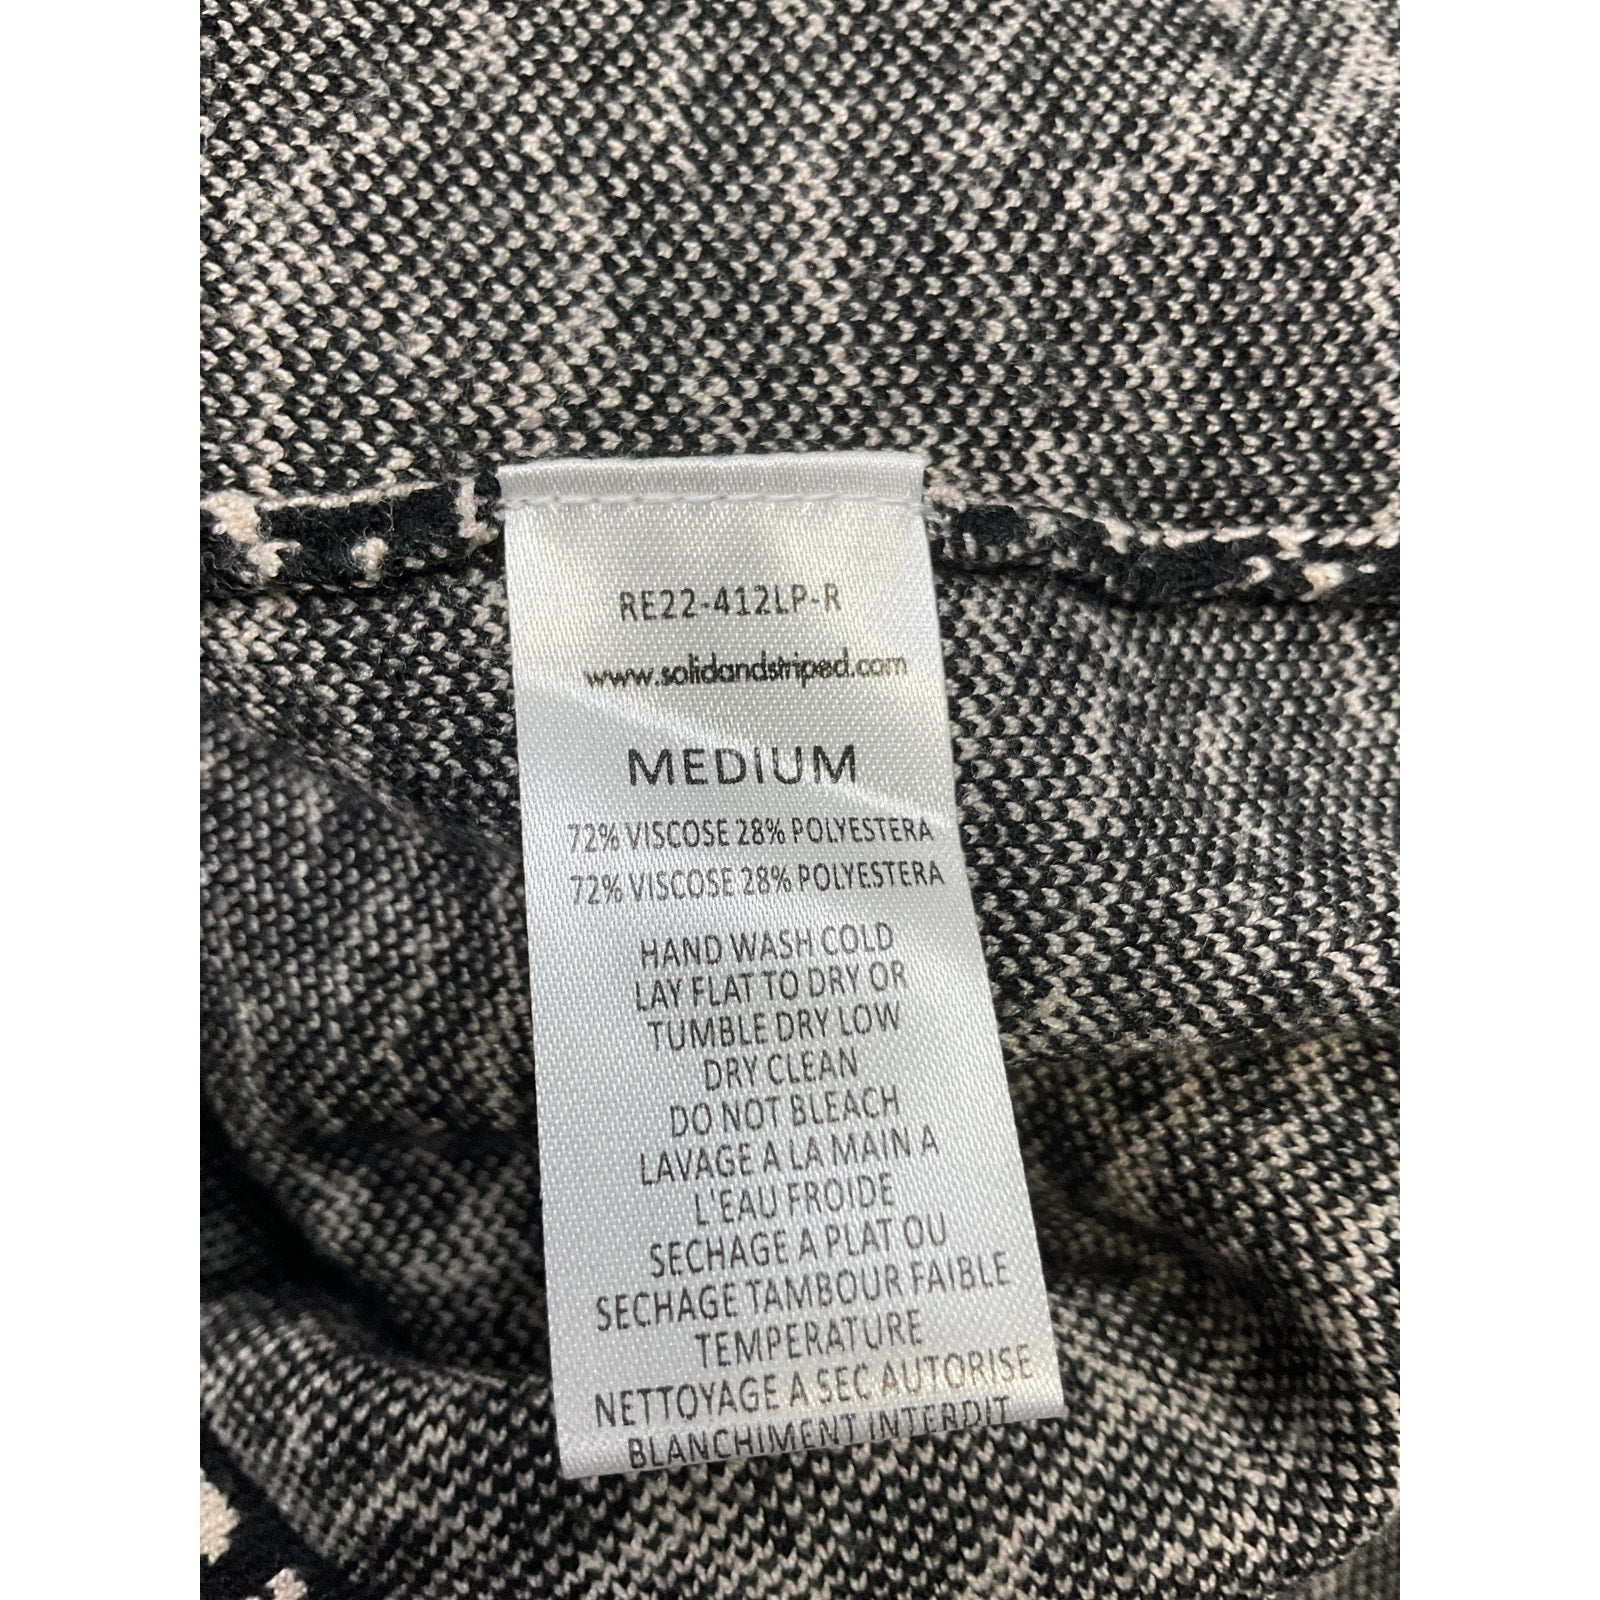 RE22-412LP-R
www.solidandstriped.com
MEDIUM
72% VISCOSE 28% POLYESTERA
72% VISCOSE 28% POLYESTERA
HAND WASH COLD
LAY FLAT TO DRY OR
TUMBLE DRY LOW
DRY CLEAN
DO NOT BLEACH
LAVAGE A LA MAIN A
L'EAU FROIDE
SECHAGE A PLAT OU
SECHAGE TAMBOUR FAIBLE
TEMPERATURE
NETTOYAGE A SEC AUTORISE
BLANCHIMENT INTERDIT